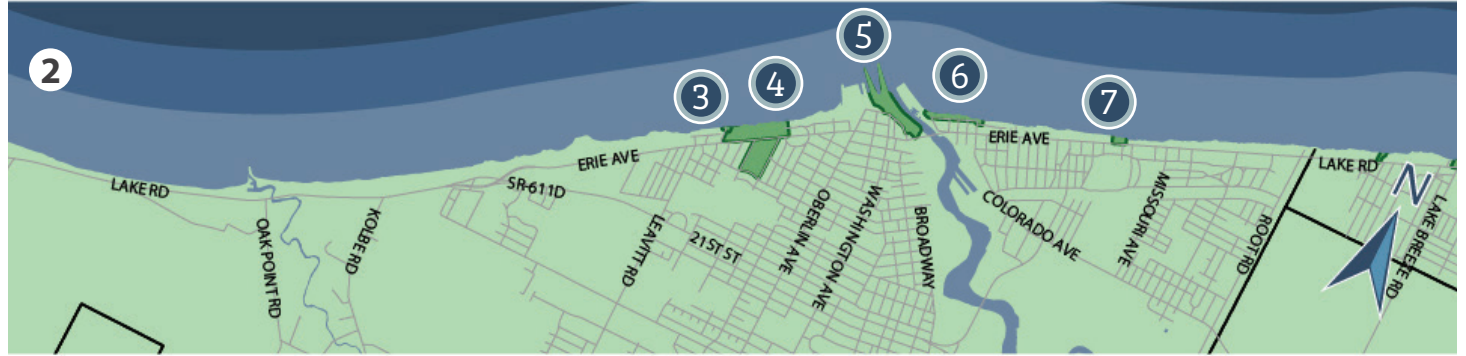 2
3
4
5
6
7
ERIE AVE
LAKE RD
ERIE AVE
LAKE RD
SR-611D
OAK POINT RD
KOLBE RD
LEAVITT RD
21ST ST
OBERLIN AVE
WASHINGTON AVE
BROADWAY
COLORADO AVE
MISSOURI AVE
ROOT RD
N
LAKE BREEZE RD